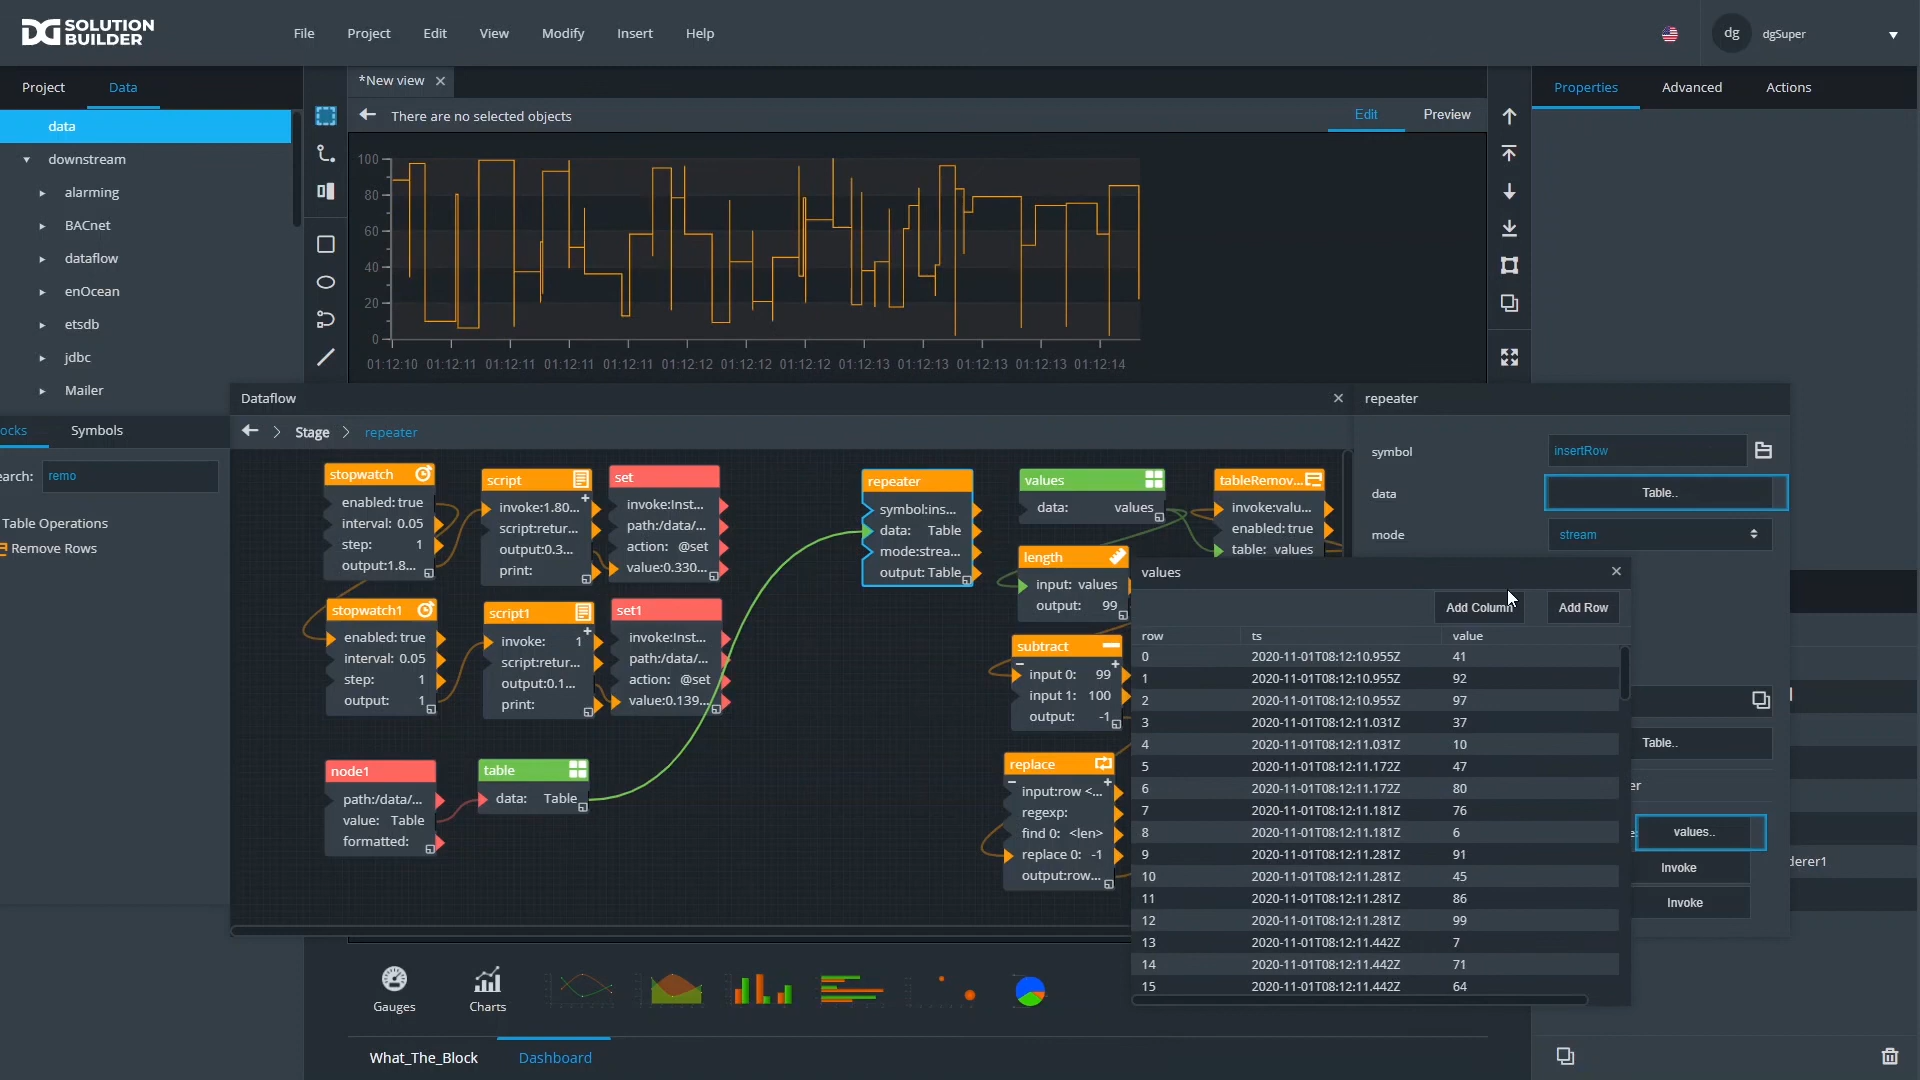 SOLUTION
BUILDER
File Project Edit View Modify Insert Help
dg dgSuper
Project Data
*New view
Properties Advanced Actions
There are no selected objects
Edit Preview
data
downstream
alarming
BACnet
dataflow
enOcean
etsdb
jdbc
Mailer
100
80
60
40
20
0
01:12:10 01:12:11 01:12:11 01:12:11 01:12:11 01:12:12 01:12:12 01:12:12 01:12:13 01:12:13 01:12:13 01:12:13 01:12:14
ocks Symbols
earch: remo
Table Operations
Remove Rows
Dataflow
Stage repeater
stopwatch
enabled: true
interval: 0.05
step: 1
output:1.8...
script
invoke:1.80...
script:retur...
output:0.3...
print:
set
invoke:Inst...
path:/data/...
action: @set
value:0.330...
stopwatch1
enabled: true
interval: 0.05
step: 1
output: 1
script1
invoke: 1
script:retur...
output:0.1...
print:
set1
invoke:Inst...
path:/data/...
action: @set
value:0.139...
node1
path:/data/...
value: Table
formatted:
table
data: Table
repeater
symbol:ins...
data: Table
mode:strea...
output: Table
values
data: values
length
input: values
output: 99
subtract
input 0: 99
input 1: 100
output: -1
replace
input:row <...
regexp:
find 0: <len>
replace 0: -1
output:row...
tableRemov...
invoke:valu...
enabled: true
table: values
repeater
symbol insertRow
data Table..
mode stream
values
Add Column Add Row
row ts value
0 2020-11-01T08:12:10.955Z 41
1 2020-11-01T08:12:10.955Z 92
2 2020-11-01T08:12:10.955Z 97
3 2020-11-01T08:12:11.031Z 37
4 2020-11-01T08:12:11.031Z 10
5 2020-11-01T08:12:11.172Z 47
6 2020-11-01T08:12:11.172Z 80
7 2020-11-01T08:12:11.181Z 76
8 2020-11-01T08:12:11.181Z 6
9 2020-11-01T08:12:11.281Z 91
10 2020-11-01T08:12:11.281Z 45
11 2020-11-01T08:12:11.281Z 86
12 2020-11-01T08:12:11.281Z 99
13 2020-11-01T08:12:11.442Z 7
14 2020-11-01T08:12:11.442Z 71
15 2020-11-01T08:12:11.442Z 64
Table..
er
values..
derer1
Invoke
Invoke
Gauges
Charts
What_The_Block Dashboard